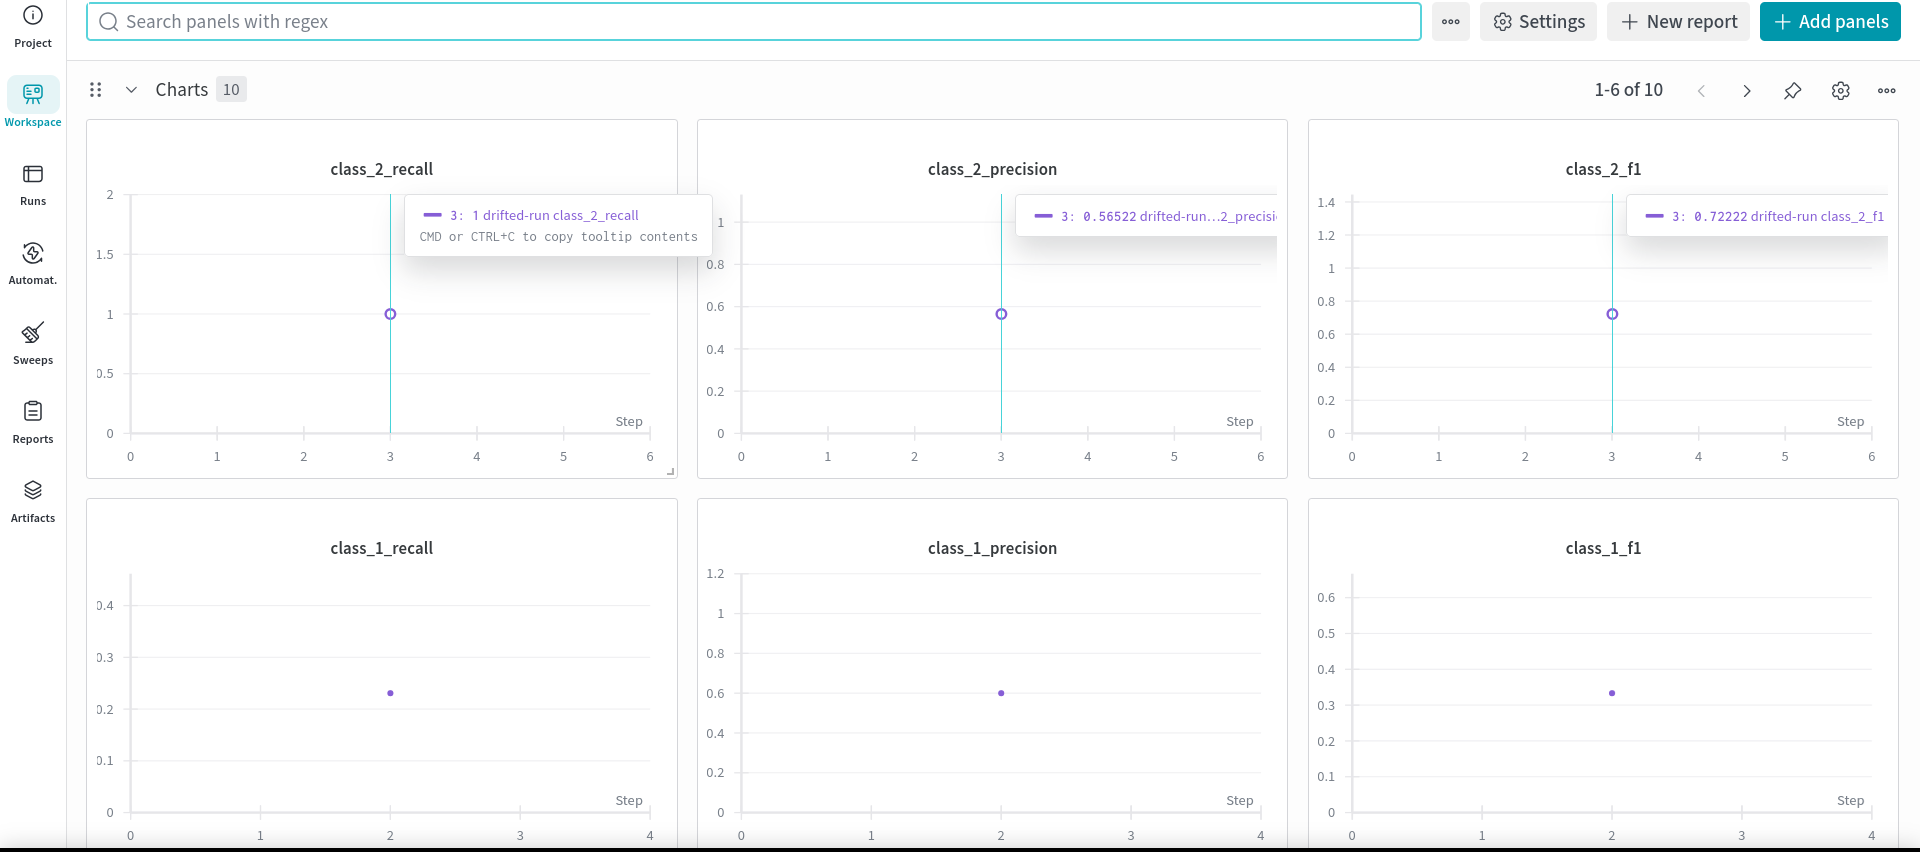 Project
Workspace
Runs
Automat.
Sweeps
Reports
Artifacts
Search panels with regex
Settings
New report
Add panels
Charts 10
1-6 of 10
class_2_recall
2
1.5
1
0.5
0
3: 1 drifted-run class_2_recall
CMD or CTRL+C to copy tooltip contents
Step
0 1 2 3 4 5 6
class_2_precision
1
0.8
0.6
0.4
0.2
0
3: 0.56522 drifted-run...2_precisi
Step
0 1 2 3 4 5 6
class_2_f1
1.4
1.2
1
0.8
0.6
0.4
0.2
0
3: 0.72222 drifted-run class_2_f1
Step
0 1 2 3 4 5 6
class_1_recall
0.4
0.3
0.2
0.1
0
Step
0 1 2 3 4
class_1_precision
1.2
1
0.8
0.6
0.4
0.2
0
Step
0 1 2 3 4
class_1_f1
0.6
0.5
0.4
0.3
0.2
0.1
0
Step
0 1 2 3 4